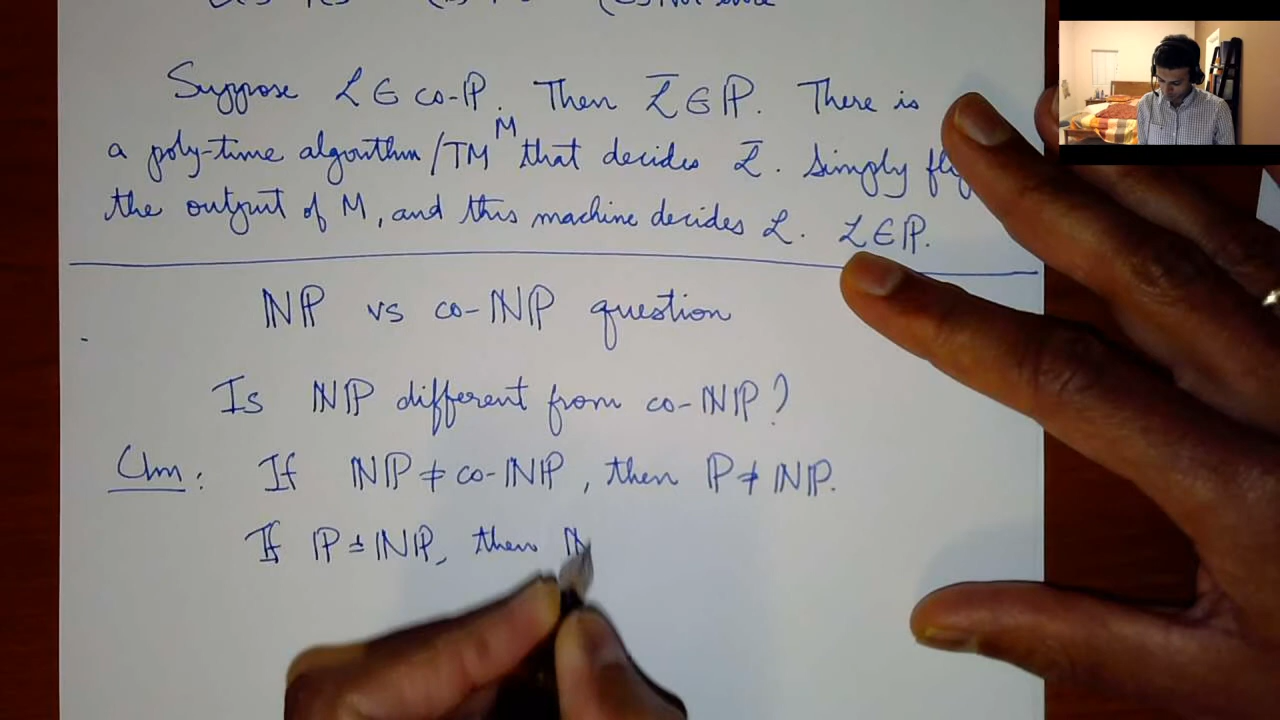 Suppose L ∈ co-ℙ. Then L̅ ∈ ℙ. There is
a poly-time algorithm/TM M that decides L̅. Simply
the output of M, and this machine decides L. L ∈ ℙ.
ℕℙ vs co-ℕℙ question
Is ℕℙ different from co-ℕℙ?
Clm: If ℕℙ ≠ co-ℕℙ, then ℙ ≠ ℕℙ.
If ℙ = ℕℙ, then